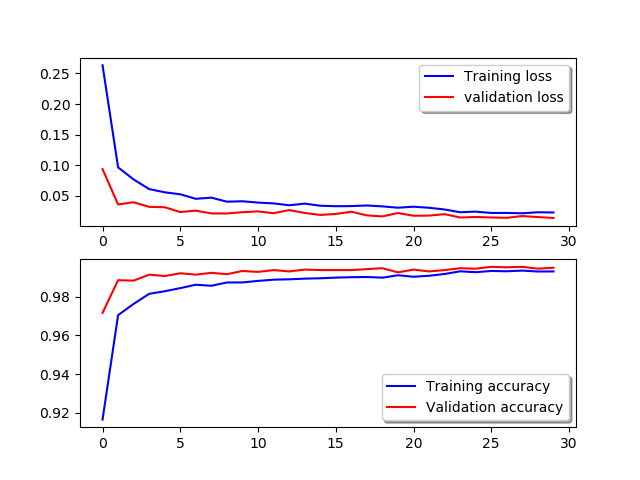 0.25
0.20
0.15
0.10
0.05
Training loss
validation loss
0 5 10 15 20 25 30
0.98
0.96
0.94
0.92
Training accuracy
Validation accuracy
0 5 10 15 20 25 30